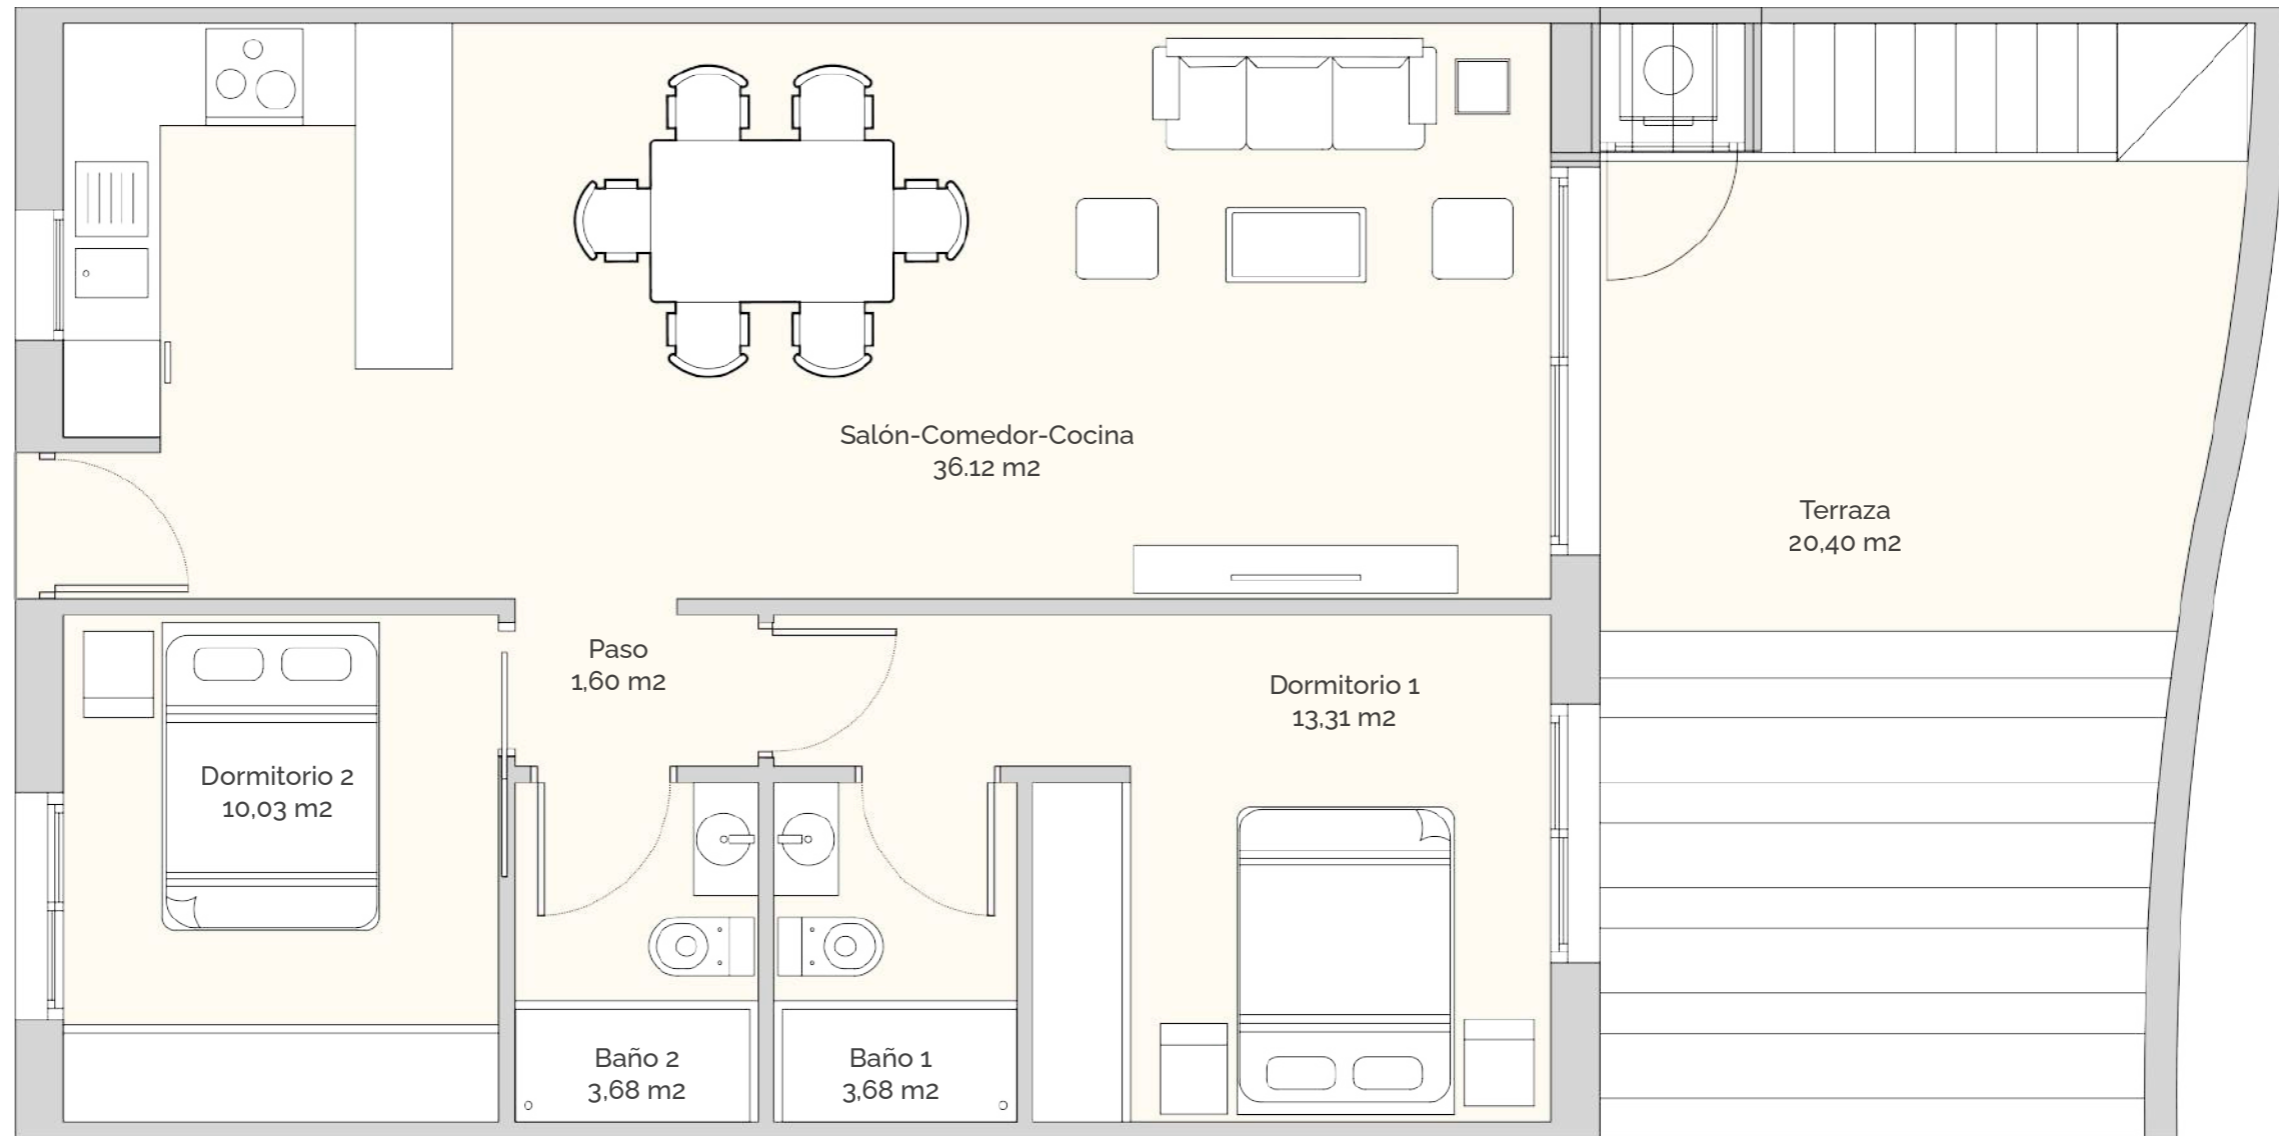 Salón-Comedor-Cocina
36.12 m2
Terraza
20,40 m2
Paso
1,60 m2
Dormitorio 1
13,31 m2
Dormitorio 2
10,03 m2
Baño 2
3,68 m2
Baño 1
3,68 m2